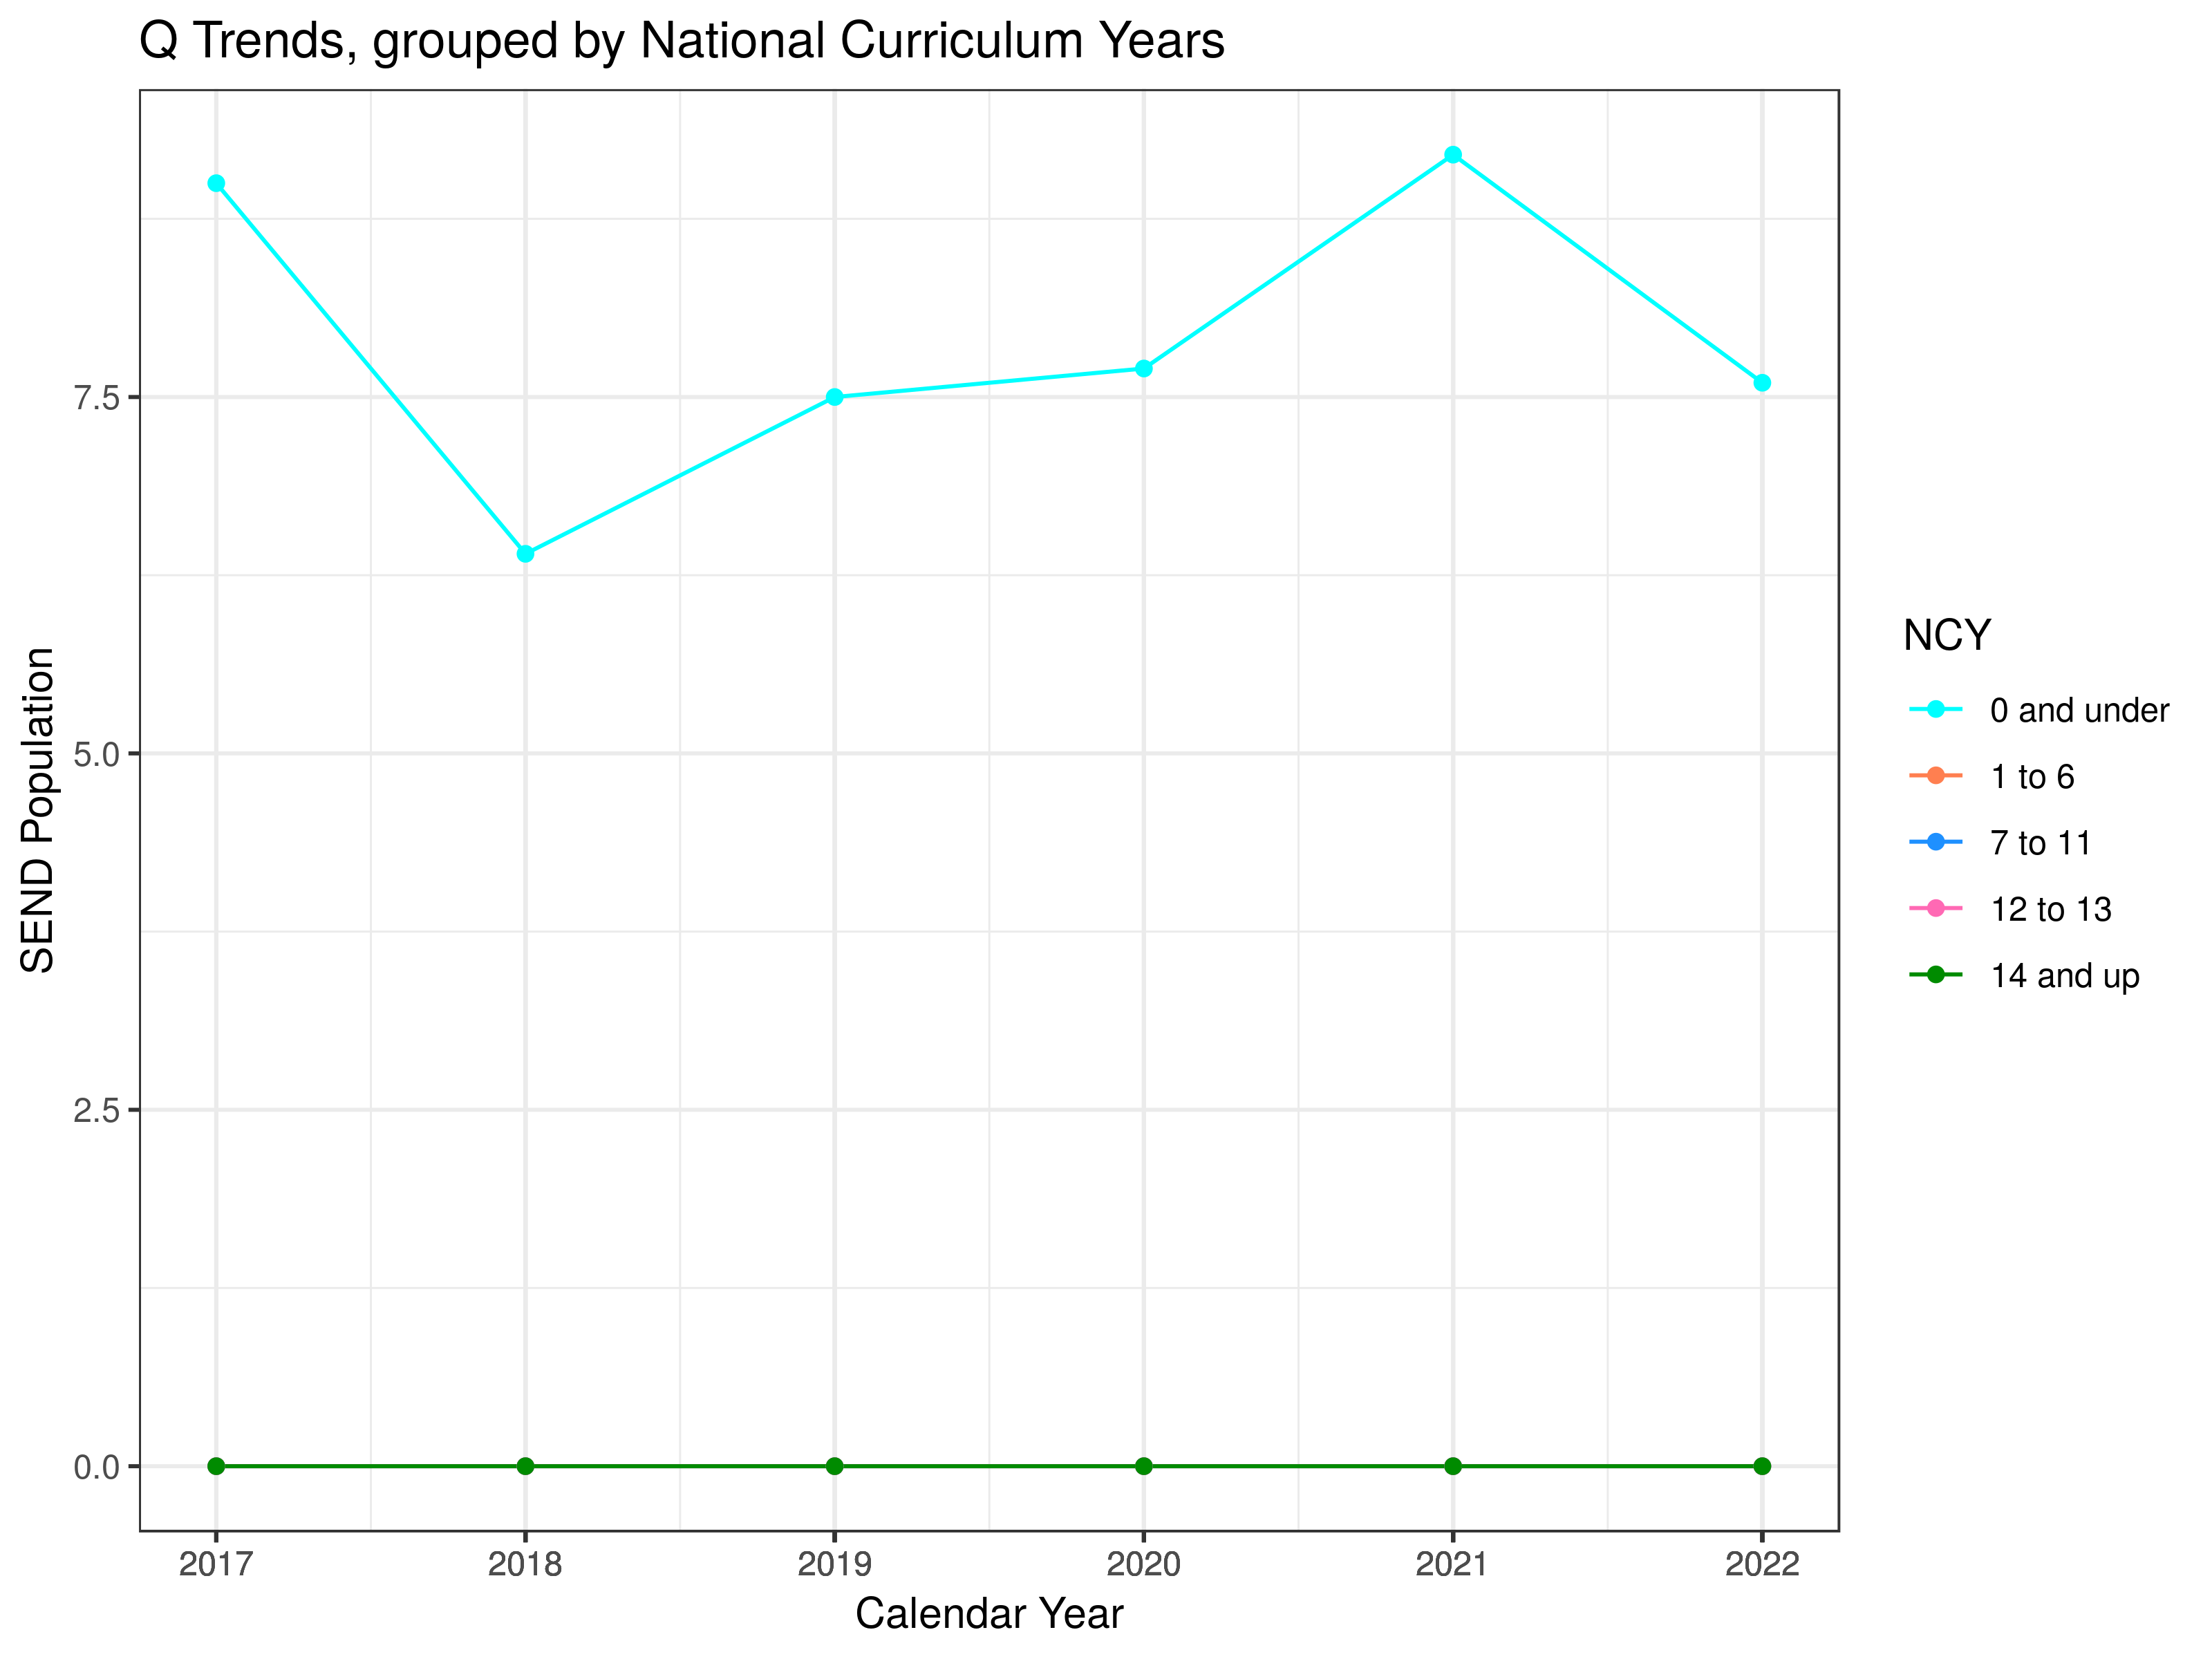 Q Trends, grouped by National Curriculum Years
SEND Population
7.5
5.0
2.5
0.0
2017 2018 2019 2020 2021 2022
Calendar Year
NCY
0 and under
1 to 6
7 to 11
12 to 13
14 and up